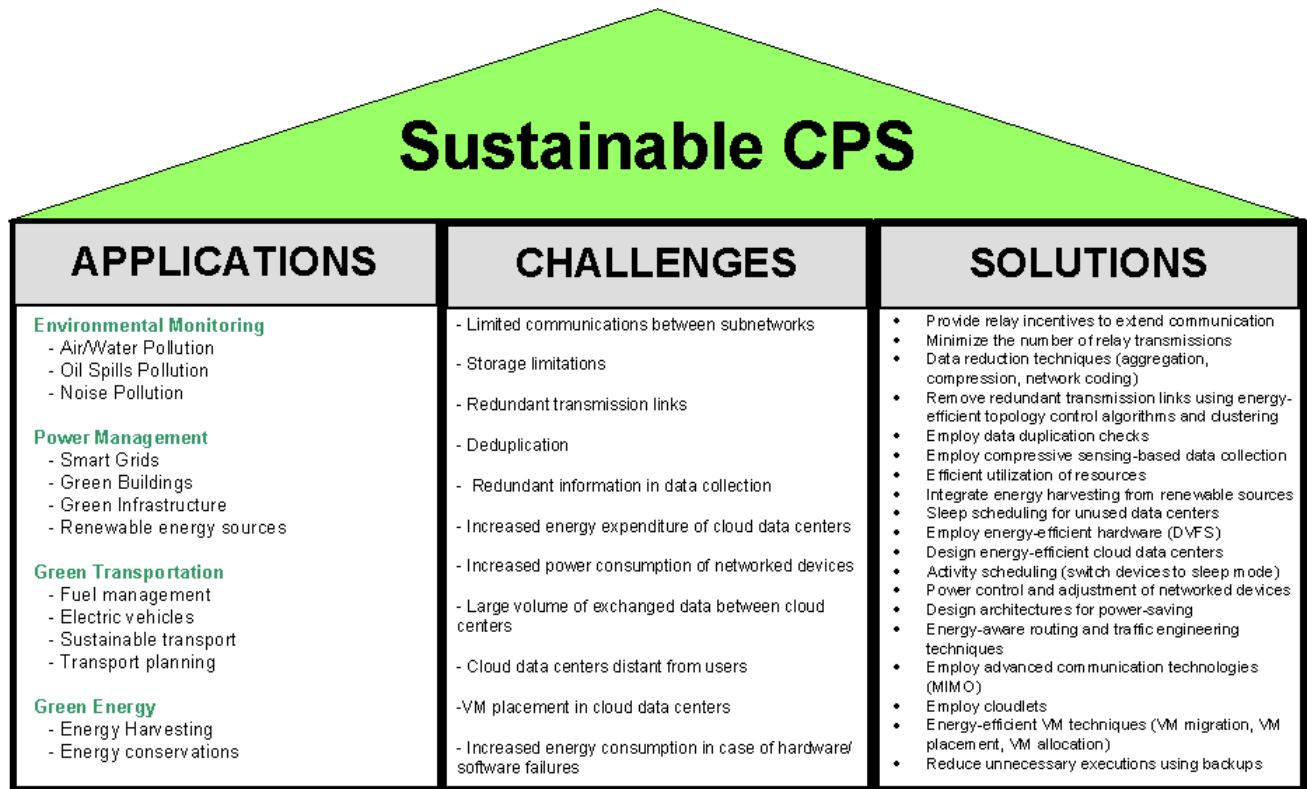 Sustainable CPS
APPLICATIONS
Environmental Monitoring
- Air/Water Pollution
- Oil Spills Pollution
- Noise Pollution
Power Management
- Smart Grids
- Green Buildings
- Green Infrastructure
- Renewable energy sources
Green Transportation
- Fuel management
- Electric vehicles
- Sustainable transport
- Transport planning
Green Energy
- Energy Harvesting
- Energy conservations
CHALLENGES
- Limited communications between subnetworks
- Storage limitations
- Redundant transmission links
- Deduplication
- Redundant information in data collection
- Increased energy expenditure of cloud data centers
- Increased power consumption of networked devices
- Large volume of exchanged data between cloud
centers
- Cloud data centers distant from users
-VM placement in cloud data centers
- Increased energy consumption in case of hardware/
software failures
SOLUTIONS
• Provide relay incentives to extend communication
• Minimize the number of relay transmissions
• Data reduction techniques (aggregation,
compression, network coding)
• Remove redundant transmission links using energy-
efficient topology control algorithms and clustering
• Employ data duplication checks
• Employ compressive sensing-based data collection
• Efficient utilization of resources
• Integrate energy harvesting from renewable sources
• Sleep scheduling for unused data centers
• Employ energy-efficient hardware (DVFS)
• Design energy-efficient cloud data centers
• Activity scheduling (switch devices to sleep mode)
• Power control and adjustment of networked devices
• Design architectures for power-saving
• Energy-aware routing and traffic engineering
techniques
• Employ advanced communication technologies
(MIMO)
• Employ cloudlets
• Energy-efficient VM techniques (VM migration, VM
placement, VM allocation)
• Reduce unnecessary executions using backups